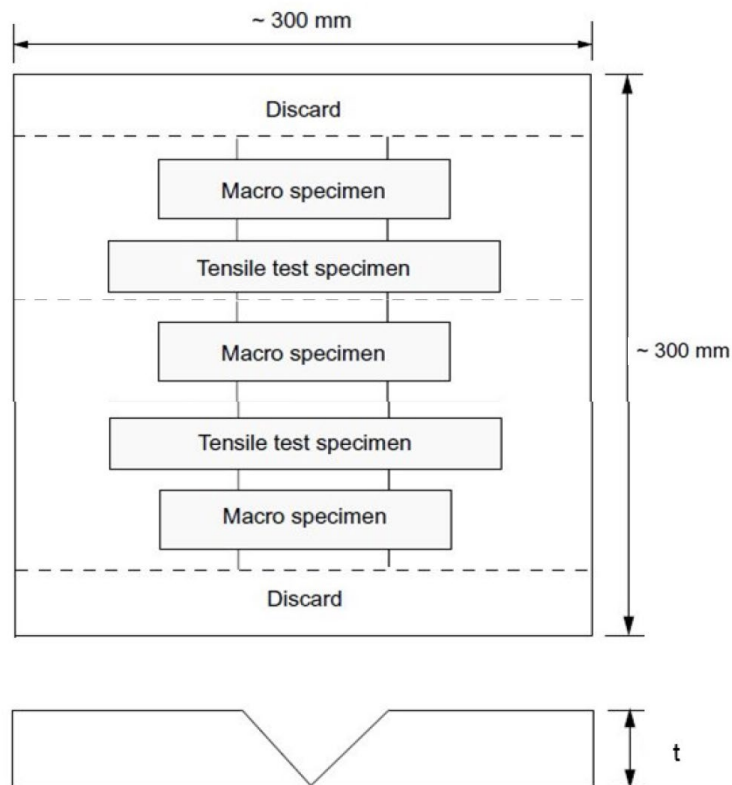 ~ 300 mm
Discard
Macro specimen
Tensile test specimen
Macro specimen
~ 300 mm
Tensile test specimen
Macro specimen
Discard
t